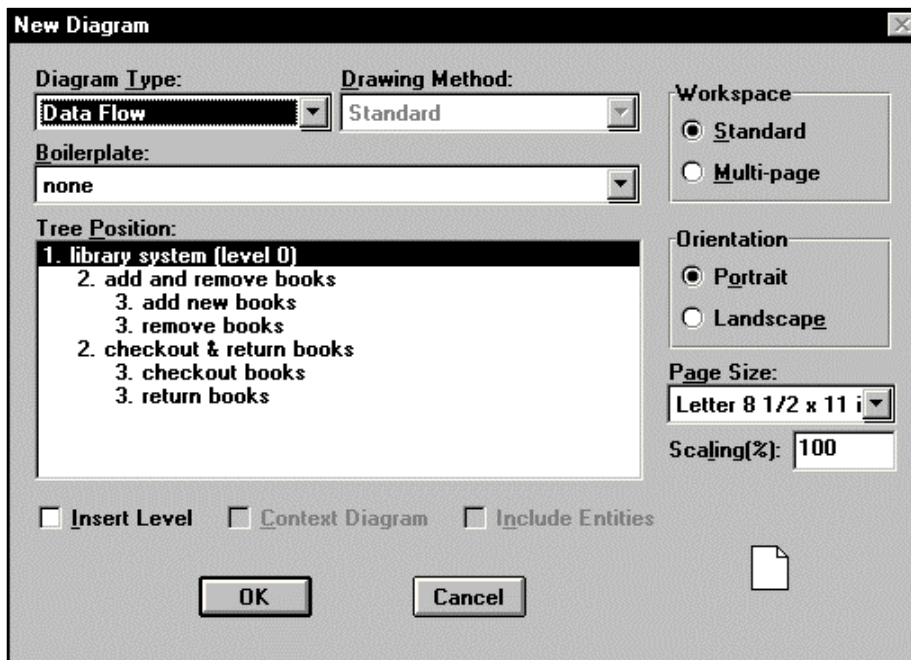 New Diagram
Diagram Type:
Drawing Method:
Data Flow
Standard
Boilerplate:
none
Tree Position:
1. library system (level 0)
2. add and remove books
3. add new books
3. remove books
2. checkout & return books
3. checkout books
3. return books
Workspace
Standard
Multi-page
Orientation
Portrait
Landscape
Page Size:
Letter 8 1/2 x 11 i
Scaling(%): 100
Insert Level
Context Diagram
Include Entities
OK
Cancel